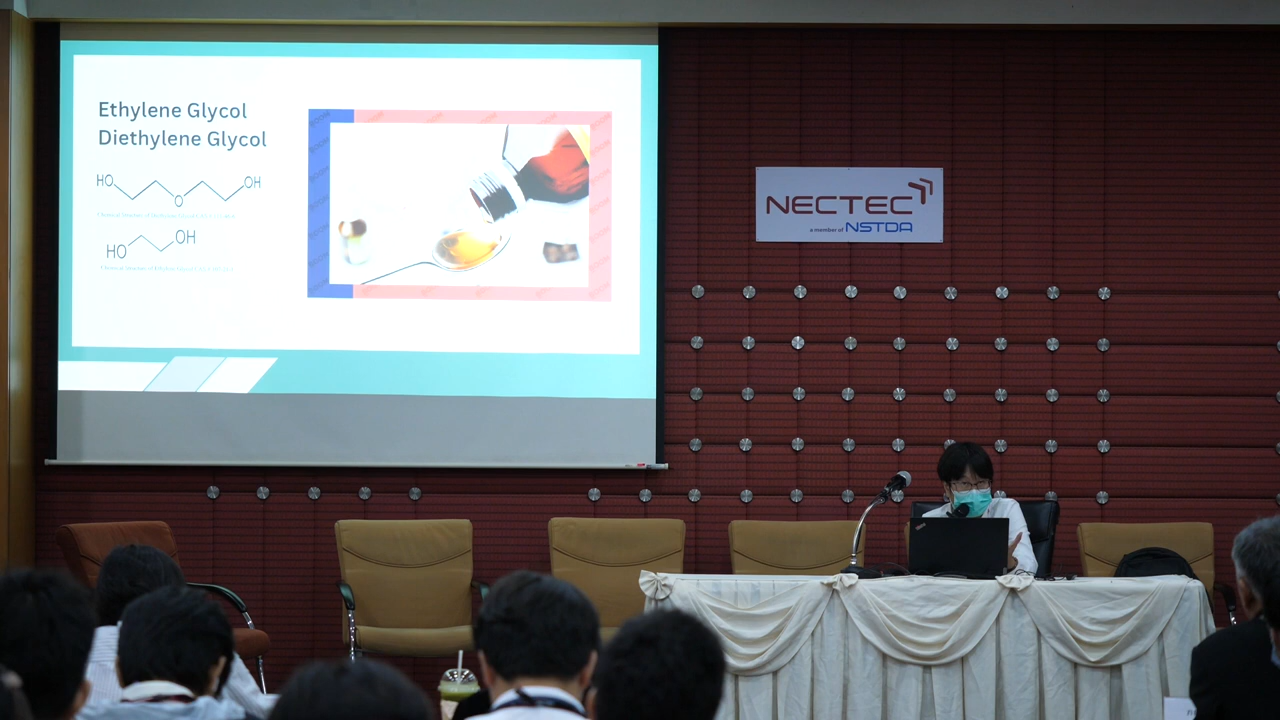 Ethylene Glycol
Diethylene Glycol
HO
OH
O
HO
OH
NECTEC
a member of NSTDA